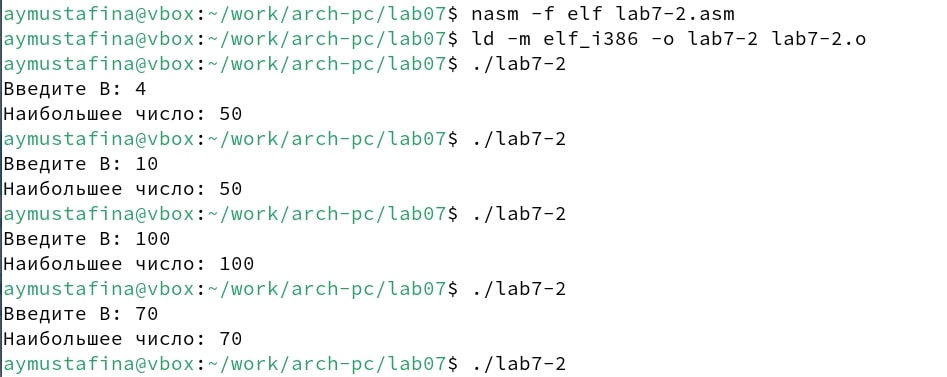 aymustafina@vbox:~/work/arch-pc/lab07$ nasm -f elf lab7-2.asm
aymustafina@vbox:~/work/arch-pc/lab07$ ld -m elf_i386 -o lab7-2 lab7-2.o
aymustafina@vbox:~/work/arch-pc/lab07$ ./lab7-2
Введите B: 4
Наибольшее число: 50
aymustafina@vbox:~/work/arch-pc/lab07$ ./lab7-2
Введите B: 10
Наибольшее число: 50
aymustafina@vbox:~/work/arch-pc/lab07$ ./lab7-2
Введите B: 100
Наибольшее число: 100
aymustafina@vbox:~/work/arch-pc/lab07$ ./lab7-2
Введите B: 70
Наибольшее число: 70
aymustafina@vbox:~/work/arch-pc/lab07$ ./lab7-2